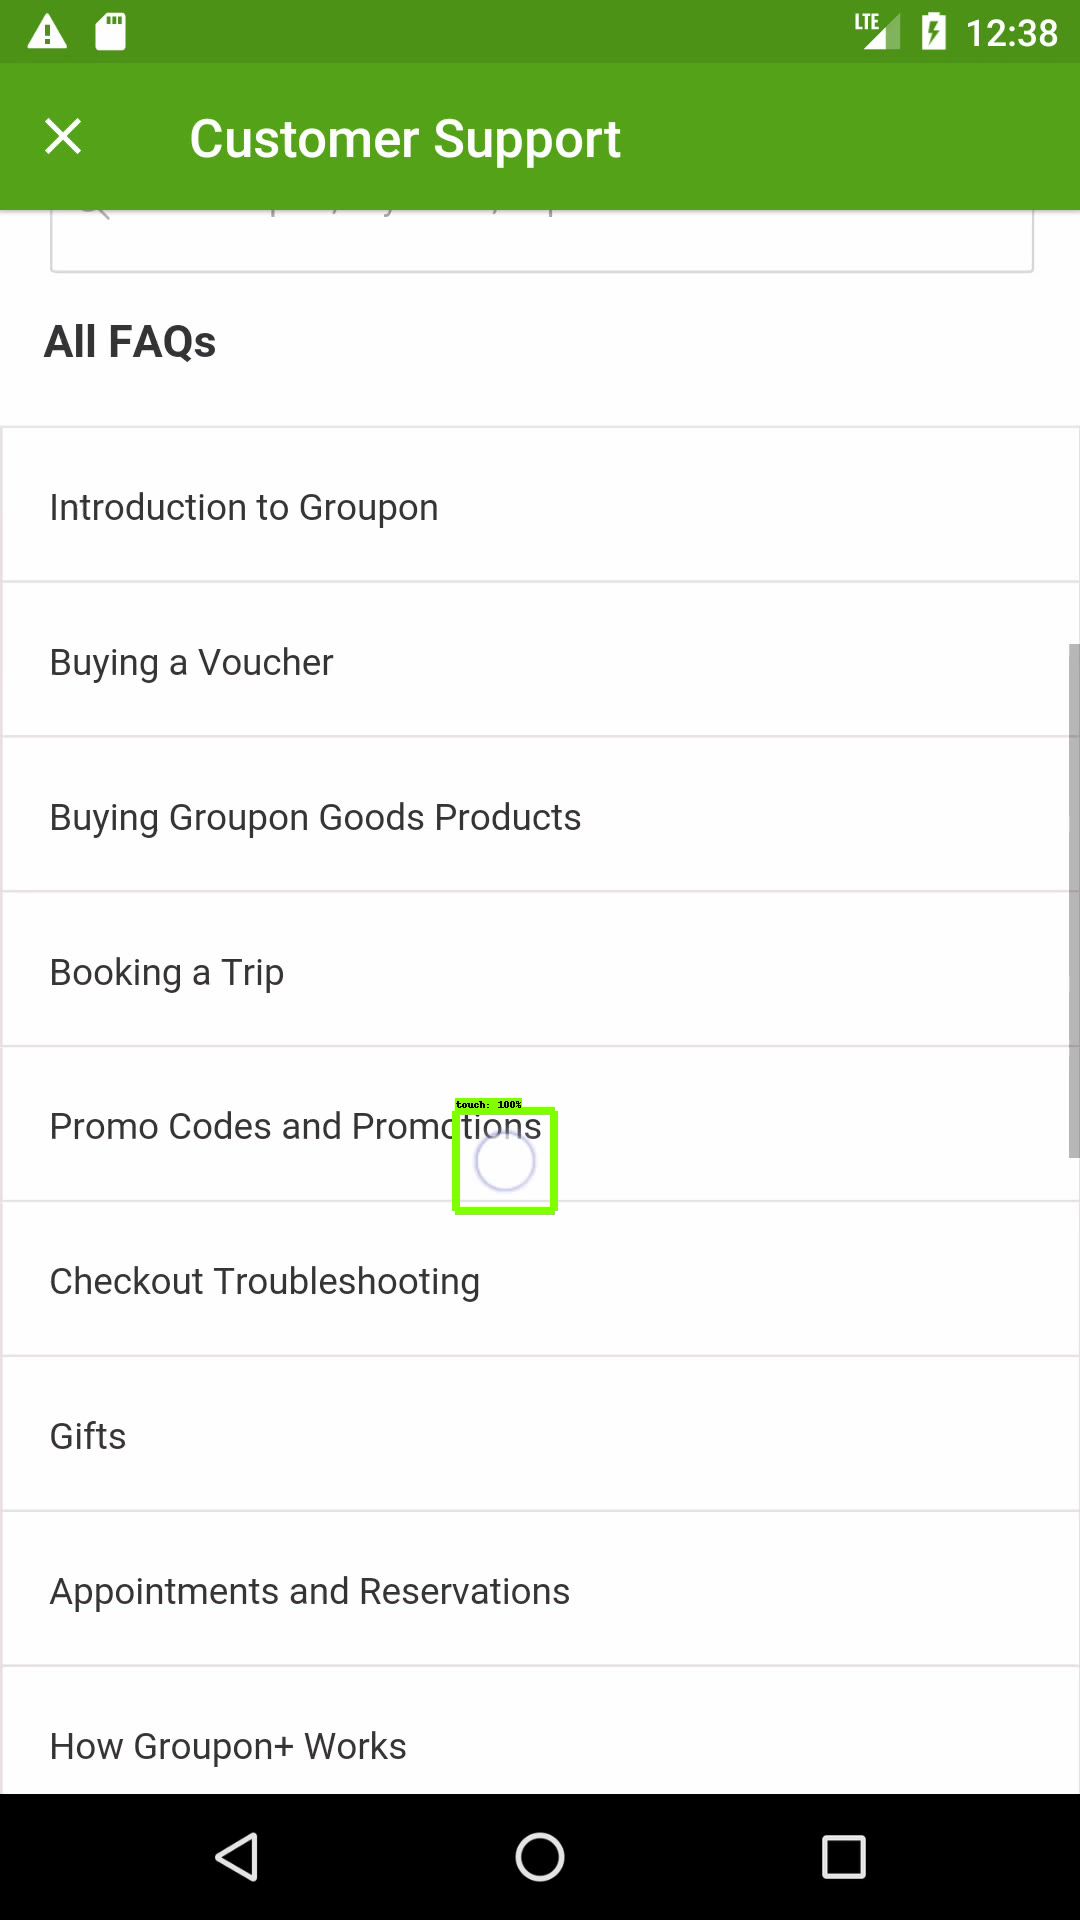 LTE 12:38
Customer Support
All FAQs
Introduction to Groupon
Buying a Voucher
Buying Groupon Goods Products
Booking a Trip
touch: 100%
Promo Codes and Promotions
Checkout Troubleshooting
Gifts
Appointments and Reservations
How Groupon+ Works